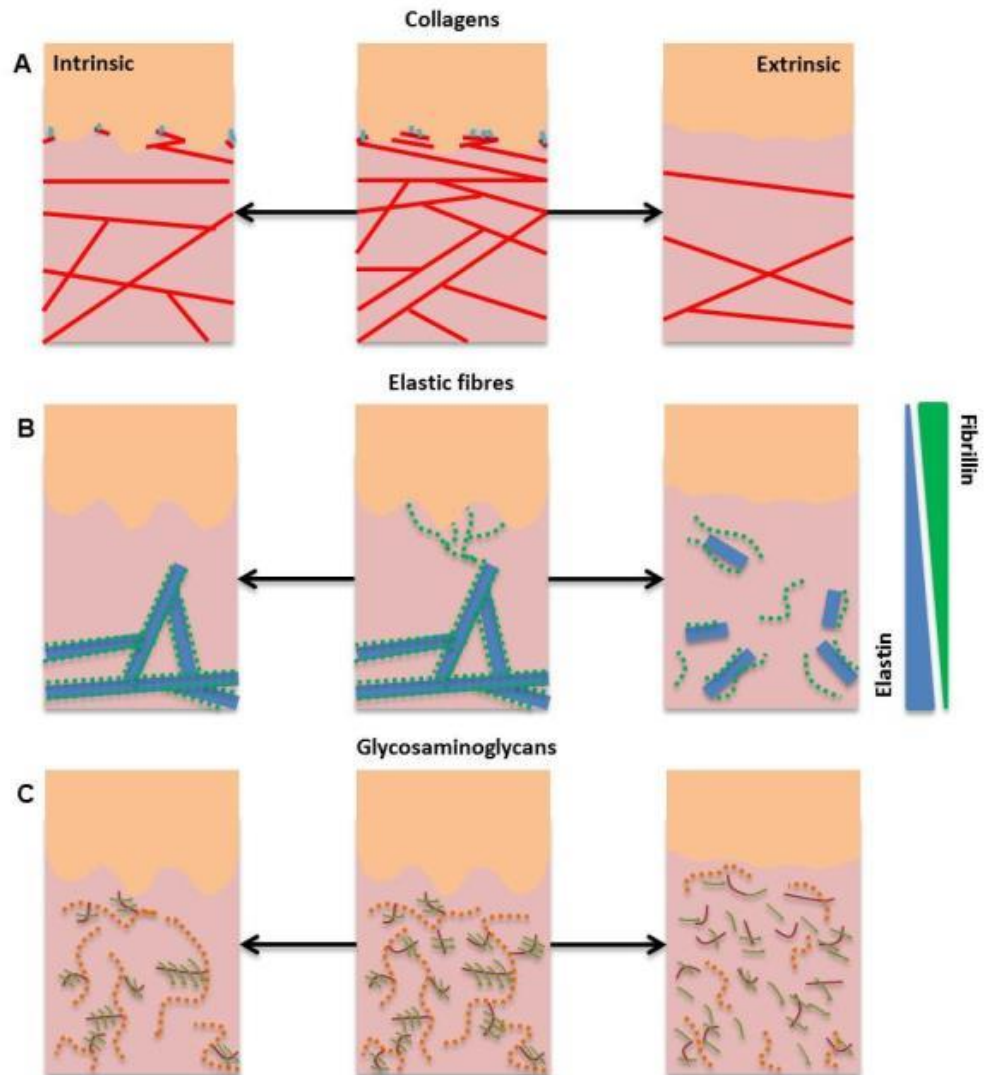 Collagens
A
Intrinsic
Extrinsic
Elastic fibres
B
Fibrillin
Elastin
Glycosaminoglycans
C